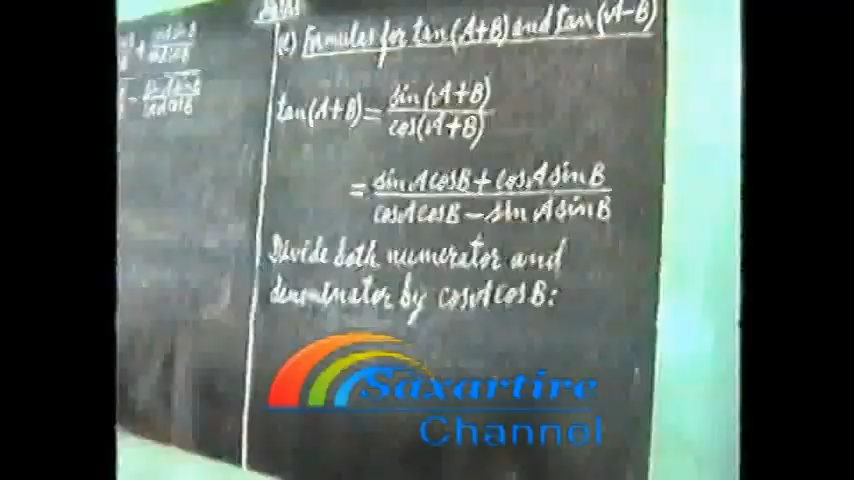 (c) Formulas for tan(A+B) and tan(A-B)
tan(A+B) = sin(A+B)
cos(A+B)
= sinAcosB + cosAsinB
cosAcosB - sinAsinB
Divide both numerator and
denominator by cosAcosB:
Saxartire
Channel